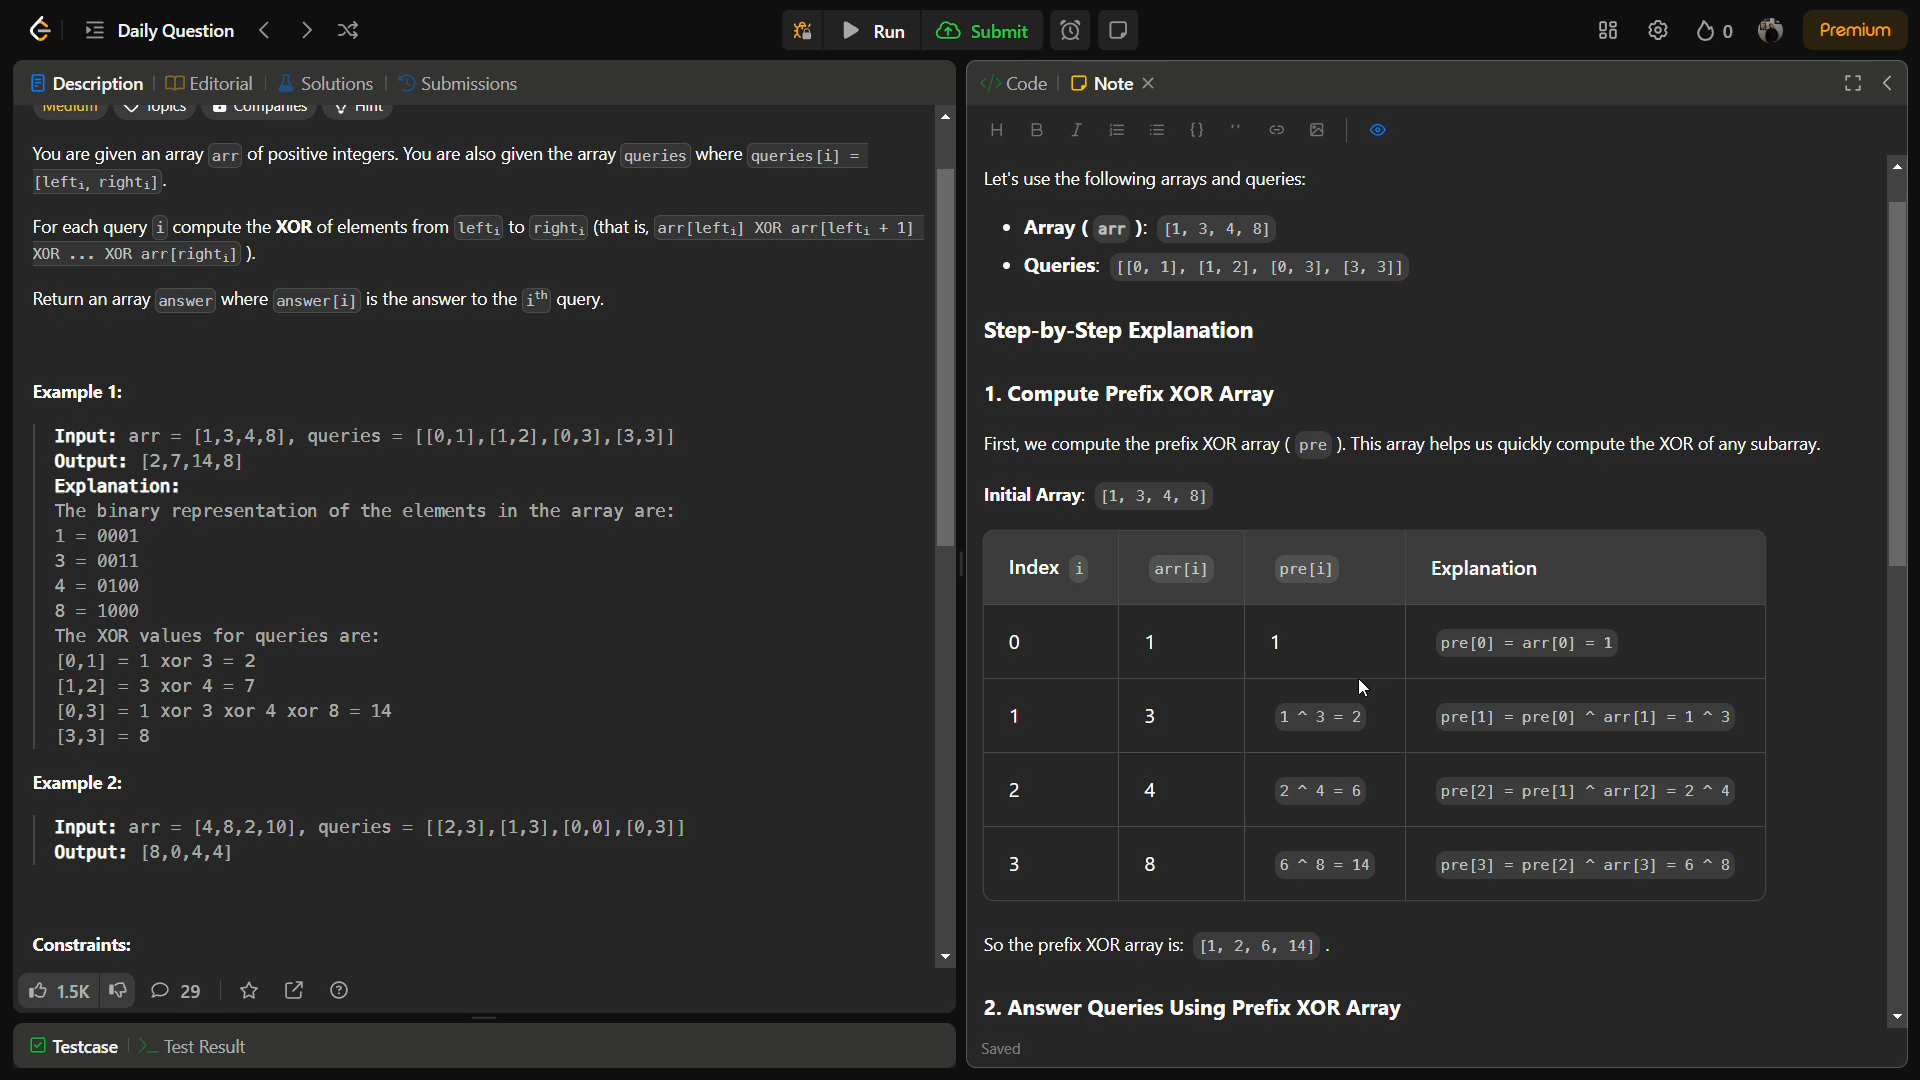 Daily Question
Run
Submit
0
Premium
Description
Editorial
Solutions
Submissions
Medium
Topics
Companies
Hint
You are given an array arr of positive integers. You are also given the array queries where queries[i] =
[leftᵢ, rightᵢ].
For each query i compute the XOR of elements from leftᵢ to rightᵢ (that is, arr[leftᵢ] XOR arr[leftᵢ + 1]
XOR ... XOR arr[rightᵢ] ).
Return an array answer where answer[i] is the answer to the iᵗʰ query.
Example 1:
Input: arr = [1,3,4,8], queries = [[0,1],[1,2],[0,3],[3,3]]
Output: [2,7,14,8]
Explanation:
The binary representation of the elements in the array are:
1 = 0001
3 = 0011
4 = 0100
8 = 1000
The XOR values for queries are:
[0,1] = 1 xor 3 = 2
[1,2] = 3 xor 4 = 7
[0,3] = 1 xor 3 xor 4 xor 8 = 14
[3,3] = 8
Example 2:
Input: arr = [4,8,2,10], queries = [[2,3],[1,3],[0,0],[0,3]]
Output: [8,0,4,4]
Constraints:
1.5K
29
Testcase
Test Result
Code
Note
Let's use the following arrays and queries:
• Array ( arr ): [1, 3, 4, 8]
• Queries: [[0, 1], [1, 2], [0, 3], [3, 3]]
Step-by-Step Explanation
1. Compute Prefix XOR Array
First, we compute the prefix XOR array ( pre ). This array helps us quickly compute the XOR of any subarray.
Initial Array: [1, 3, 4, 8]
Index i arr[i] pre[i] Explanation
0 1 1 pre[0] = arr[0] = 1
1 3 1 ^ 3 = 2 pre[1] = pre[0] ^ arr[1] = 1 ^ 3
2 4 2 ^ 4 = 6 pre[2] = pre[1] ^ arr[2] = 2 ^ 4
3 8 6 ^ 8 = 14 pre[3] = pre[2] ^ arr[3] = 6 ^ 8
So the prefix XOR array is: [1, 2, 6, 14] .
2. Answer Queries Using Prefix XOR Array
Saved